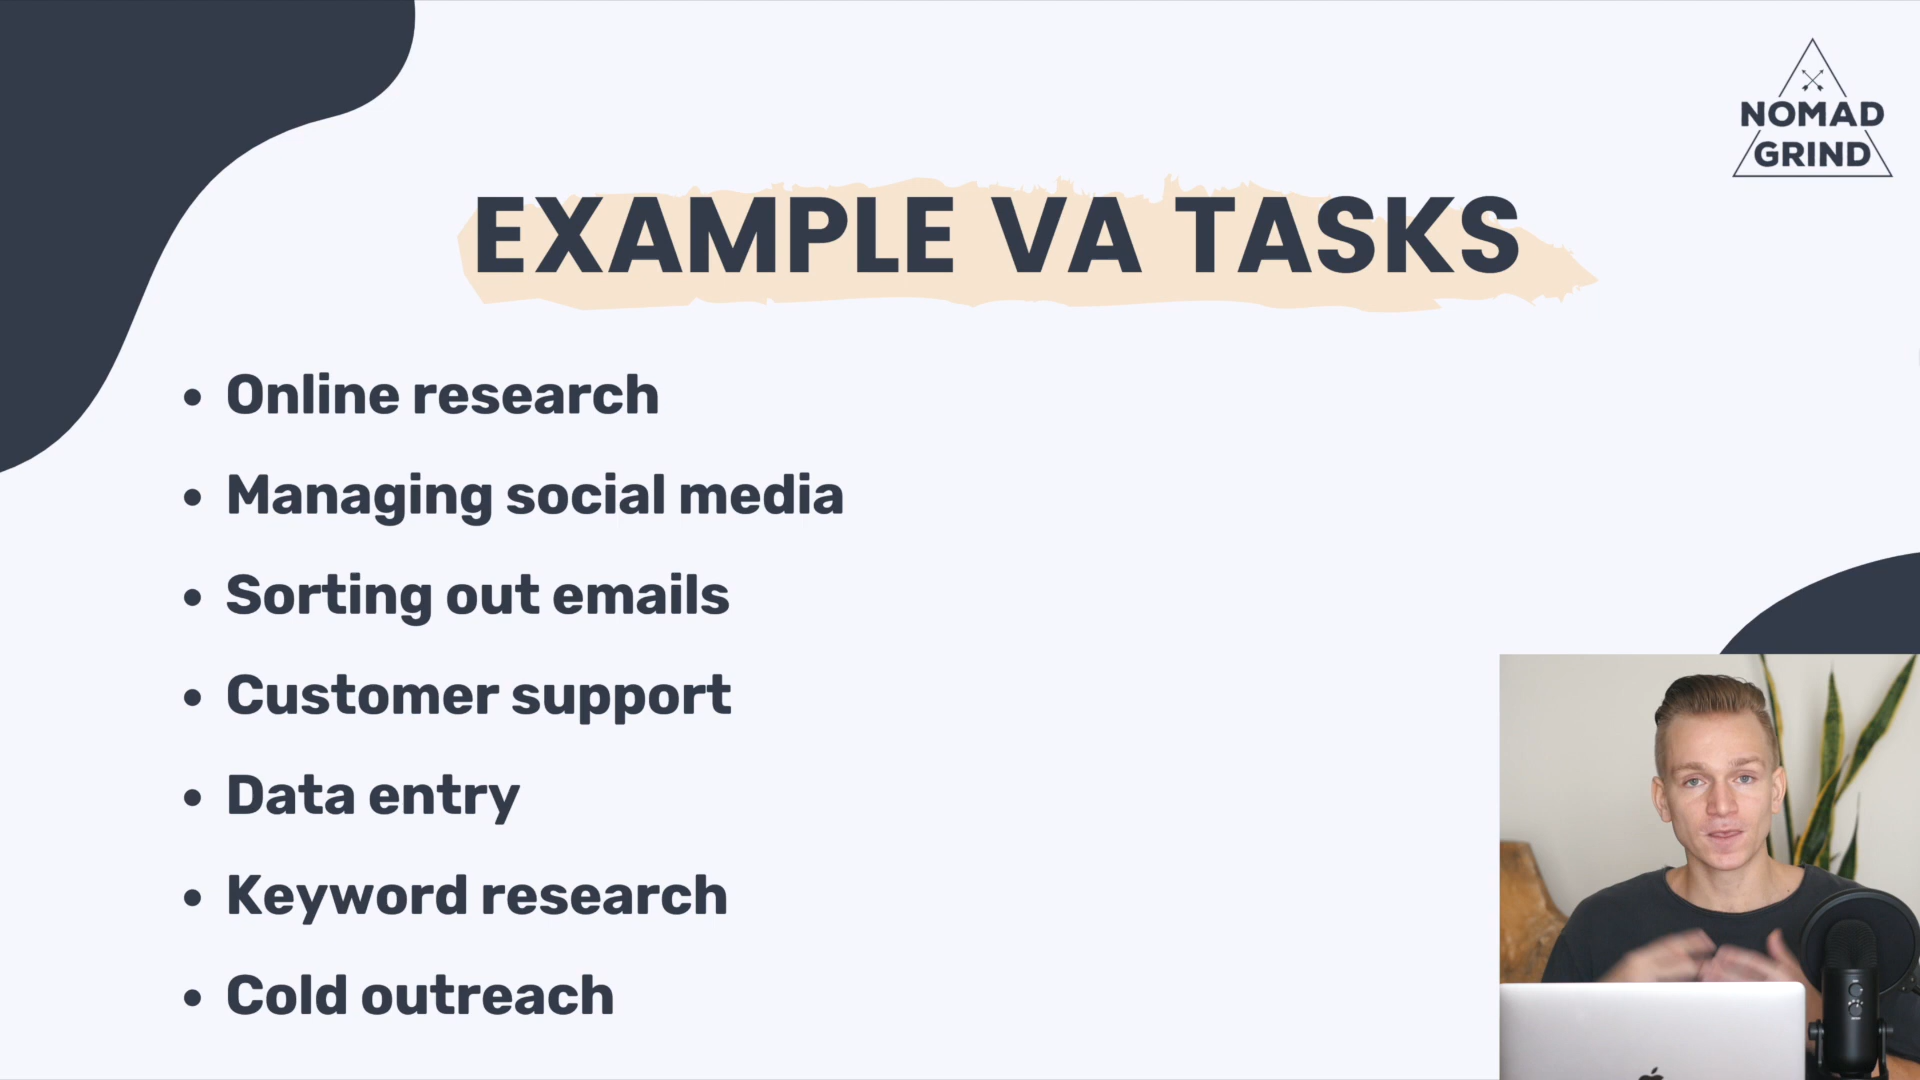 NOMAD
GRIND
EXAMPLE VA TASKS
• Online research
• Managing social media
• Sorting out emails
• Customer support
• Data entry
• Keyword research
• Cold outreach